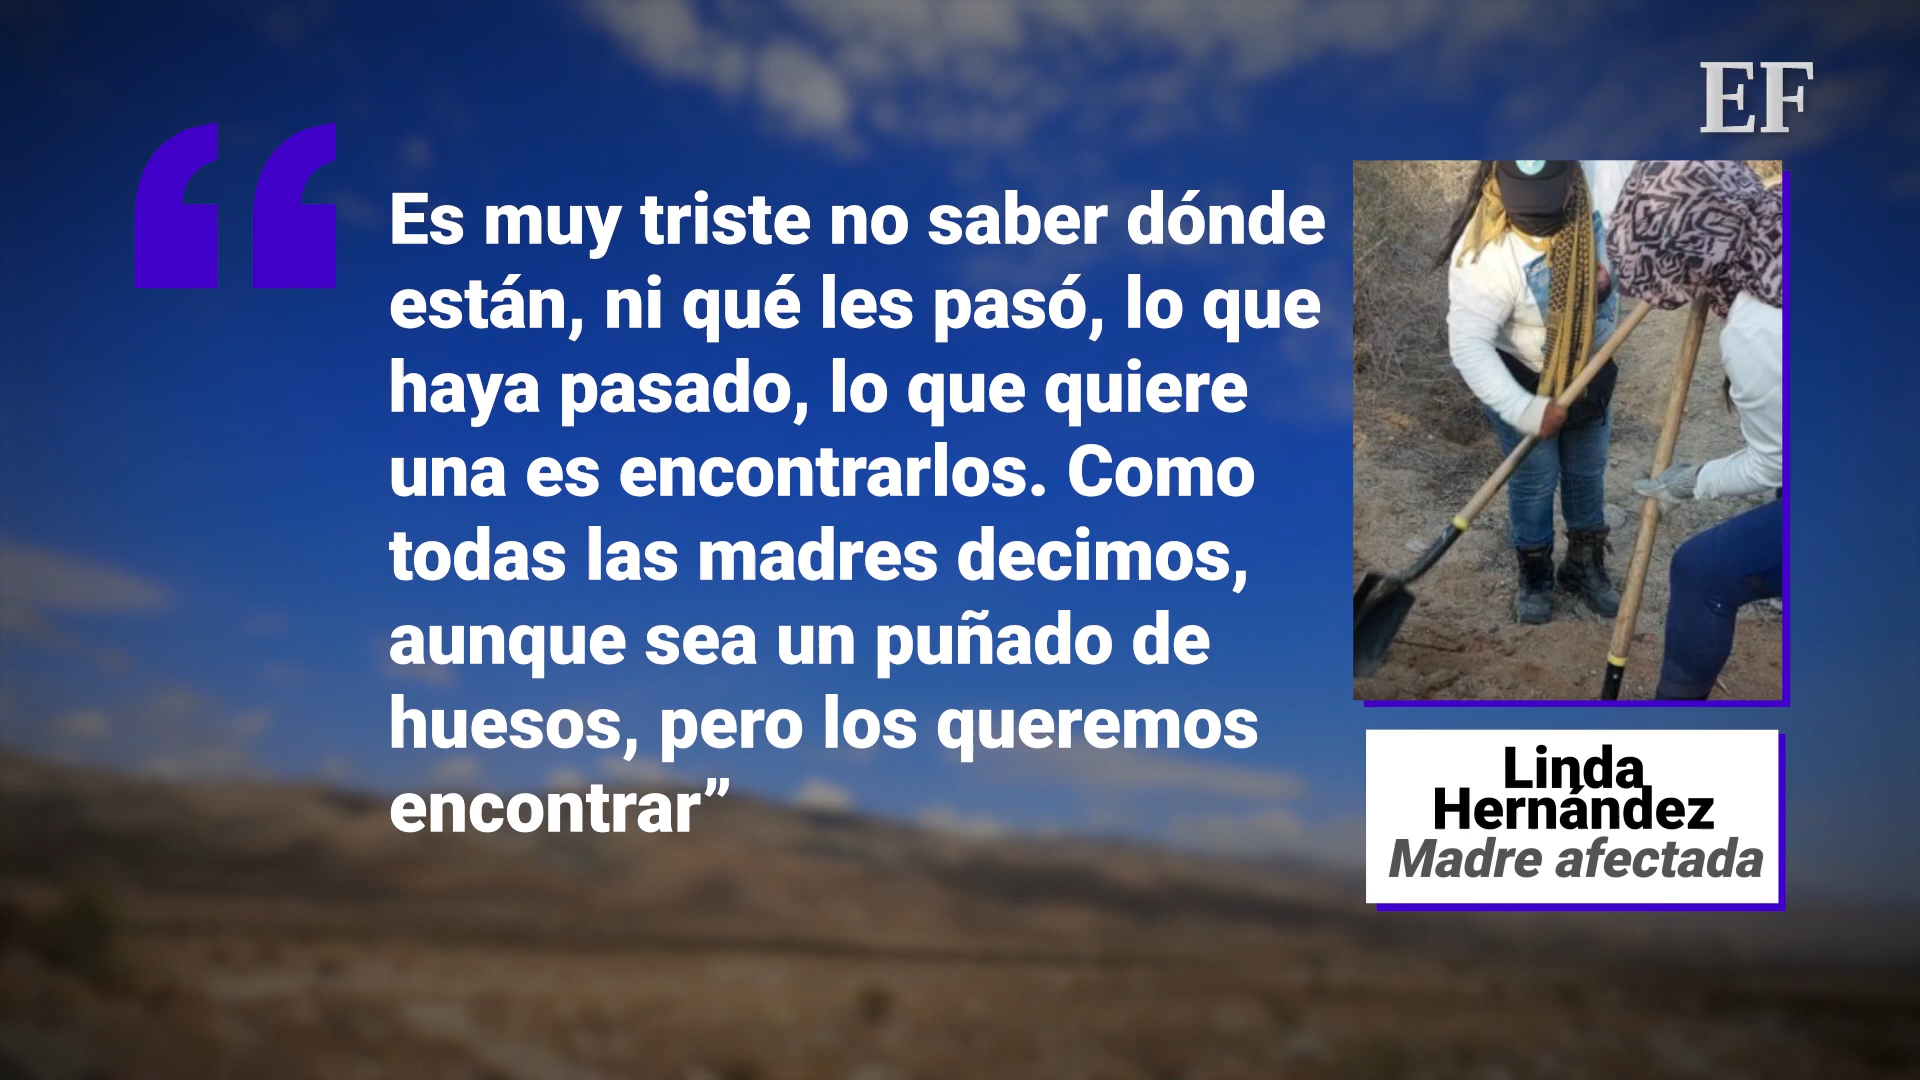 EF
“
Es muy triste no saber dónde
están, ni qué les pasó, lo que
haya pasado, lo que quiere
una es encontrarlos. Como
todas las madres decimos,
aunque sea un puñado de
huesos, pero los queremos
encontrar”
Linda
Hernández
Madre afectada